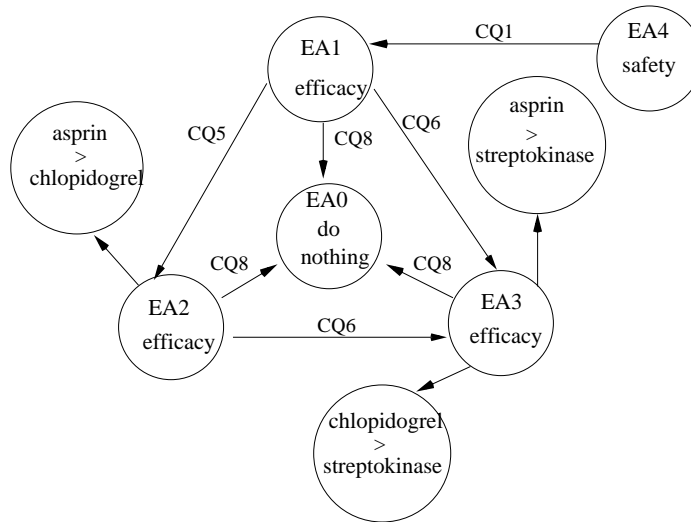 EA1
efficacy
CQ1
EA4
safety
asprin
>
chlopidogrel
CQ5
CQ8
CQ6
asprin
>
streptokinase
EA0
do
nothing
CQ8
CQ8
EA2
efficacy
CQ6
EA3
efficacy
chlopidogrel
>
streptokinase